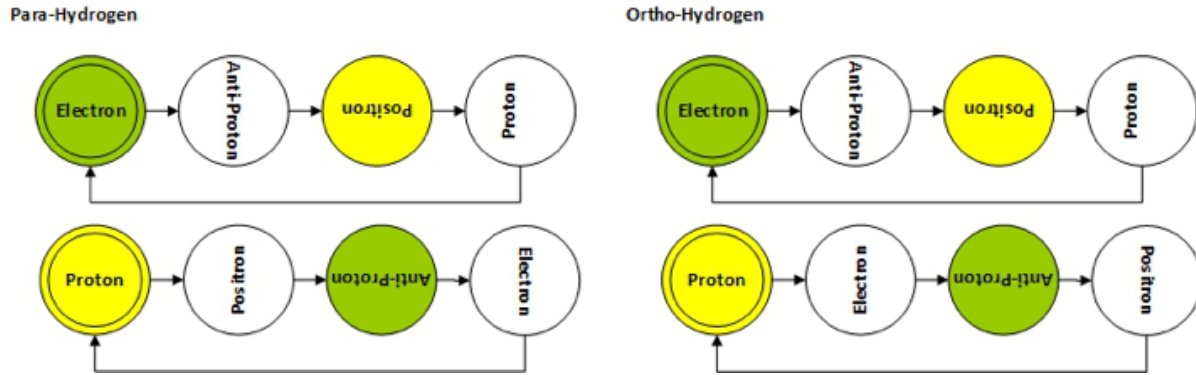 Para-Hydrogen
Ortho-Hydrogen
Electron
Anti-Proton
Positron
Proton
Electron
Anti-Proton
Positron
Proton
Proton
Positron
Anti-Proton
Electron
Proton
Electron
Anti-Proton
Positron